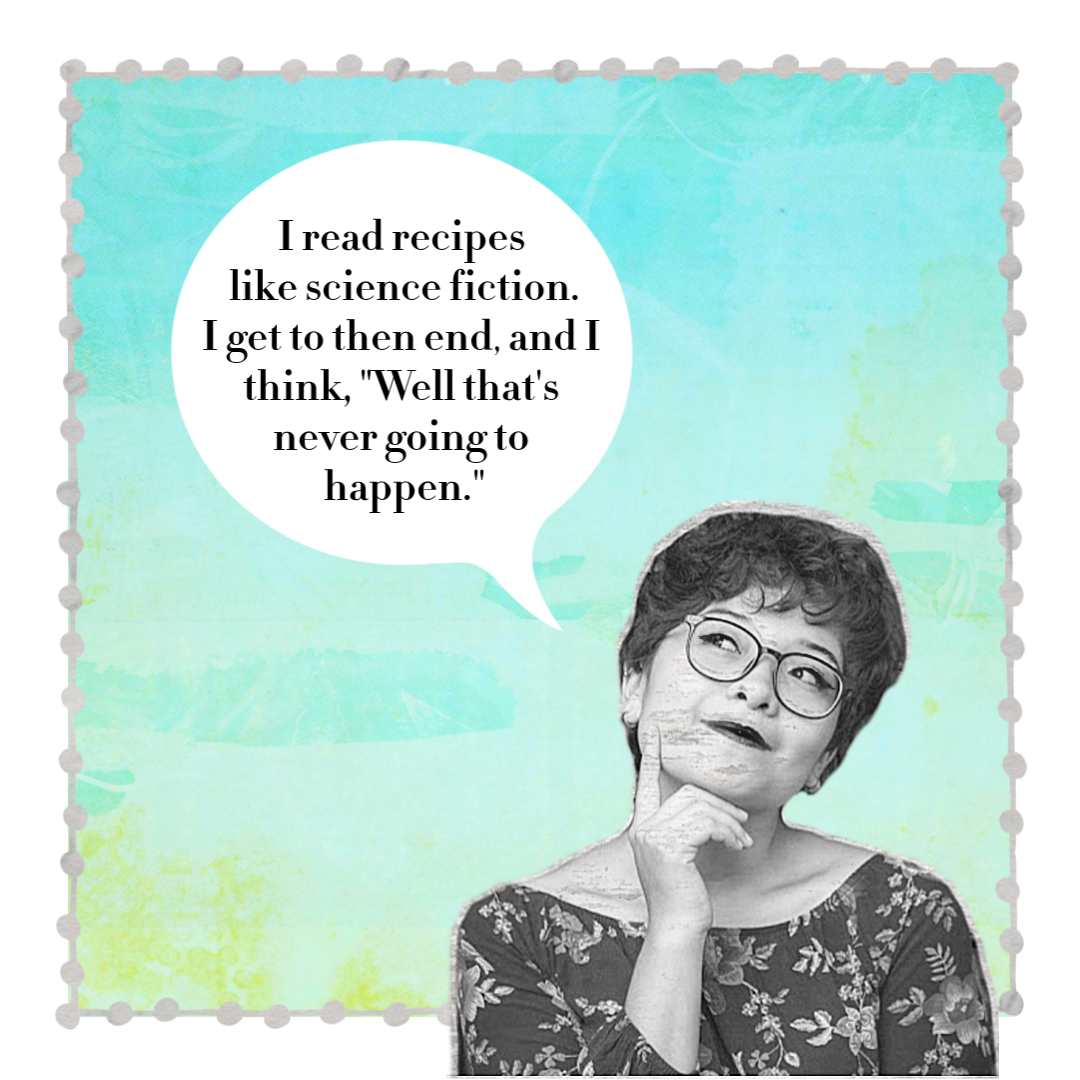 I read recipes
like science fiction.
I get to then end, and I
think, "Well that's
never going to
happen."